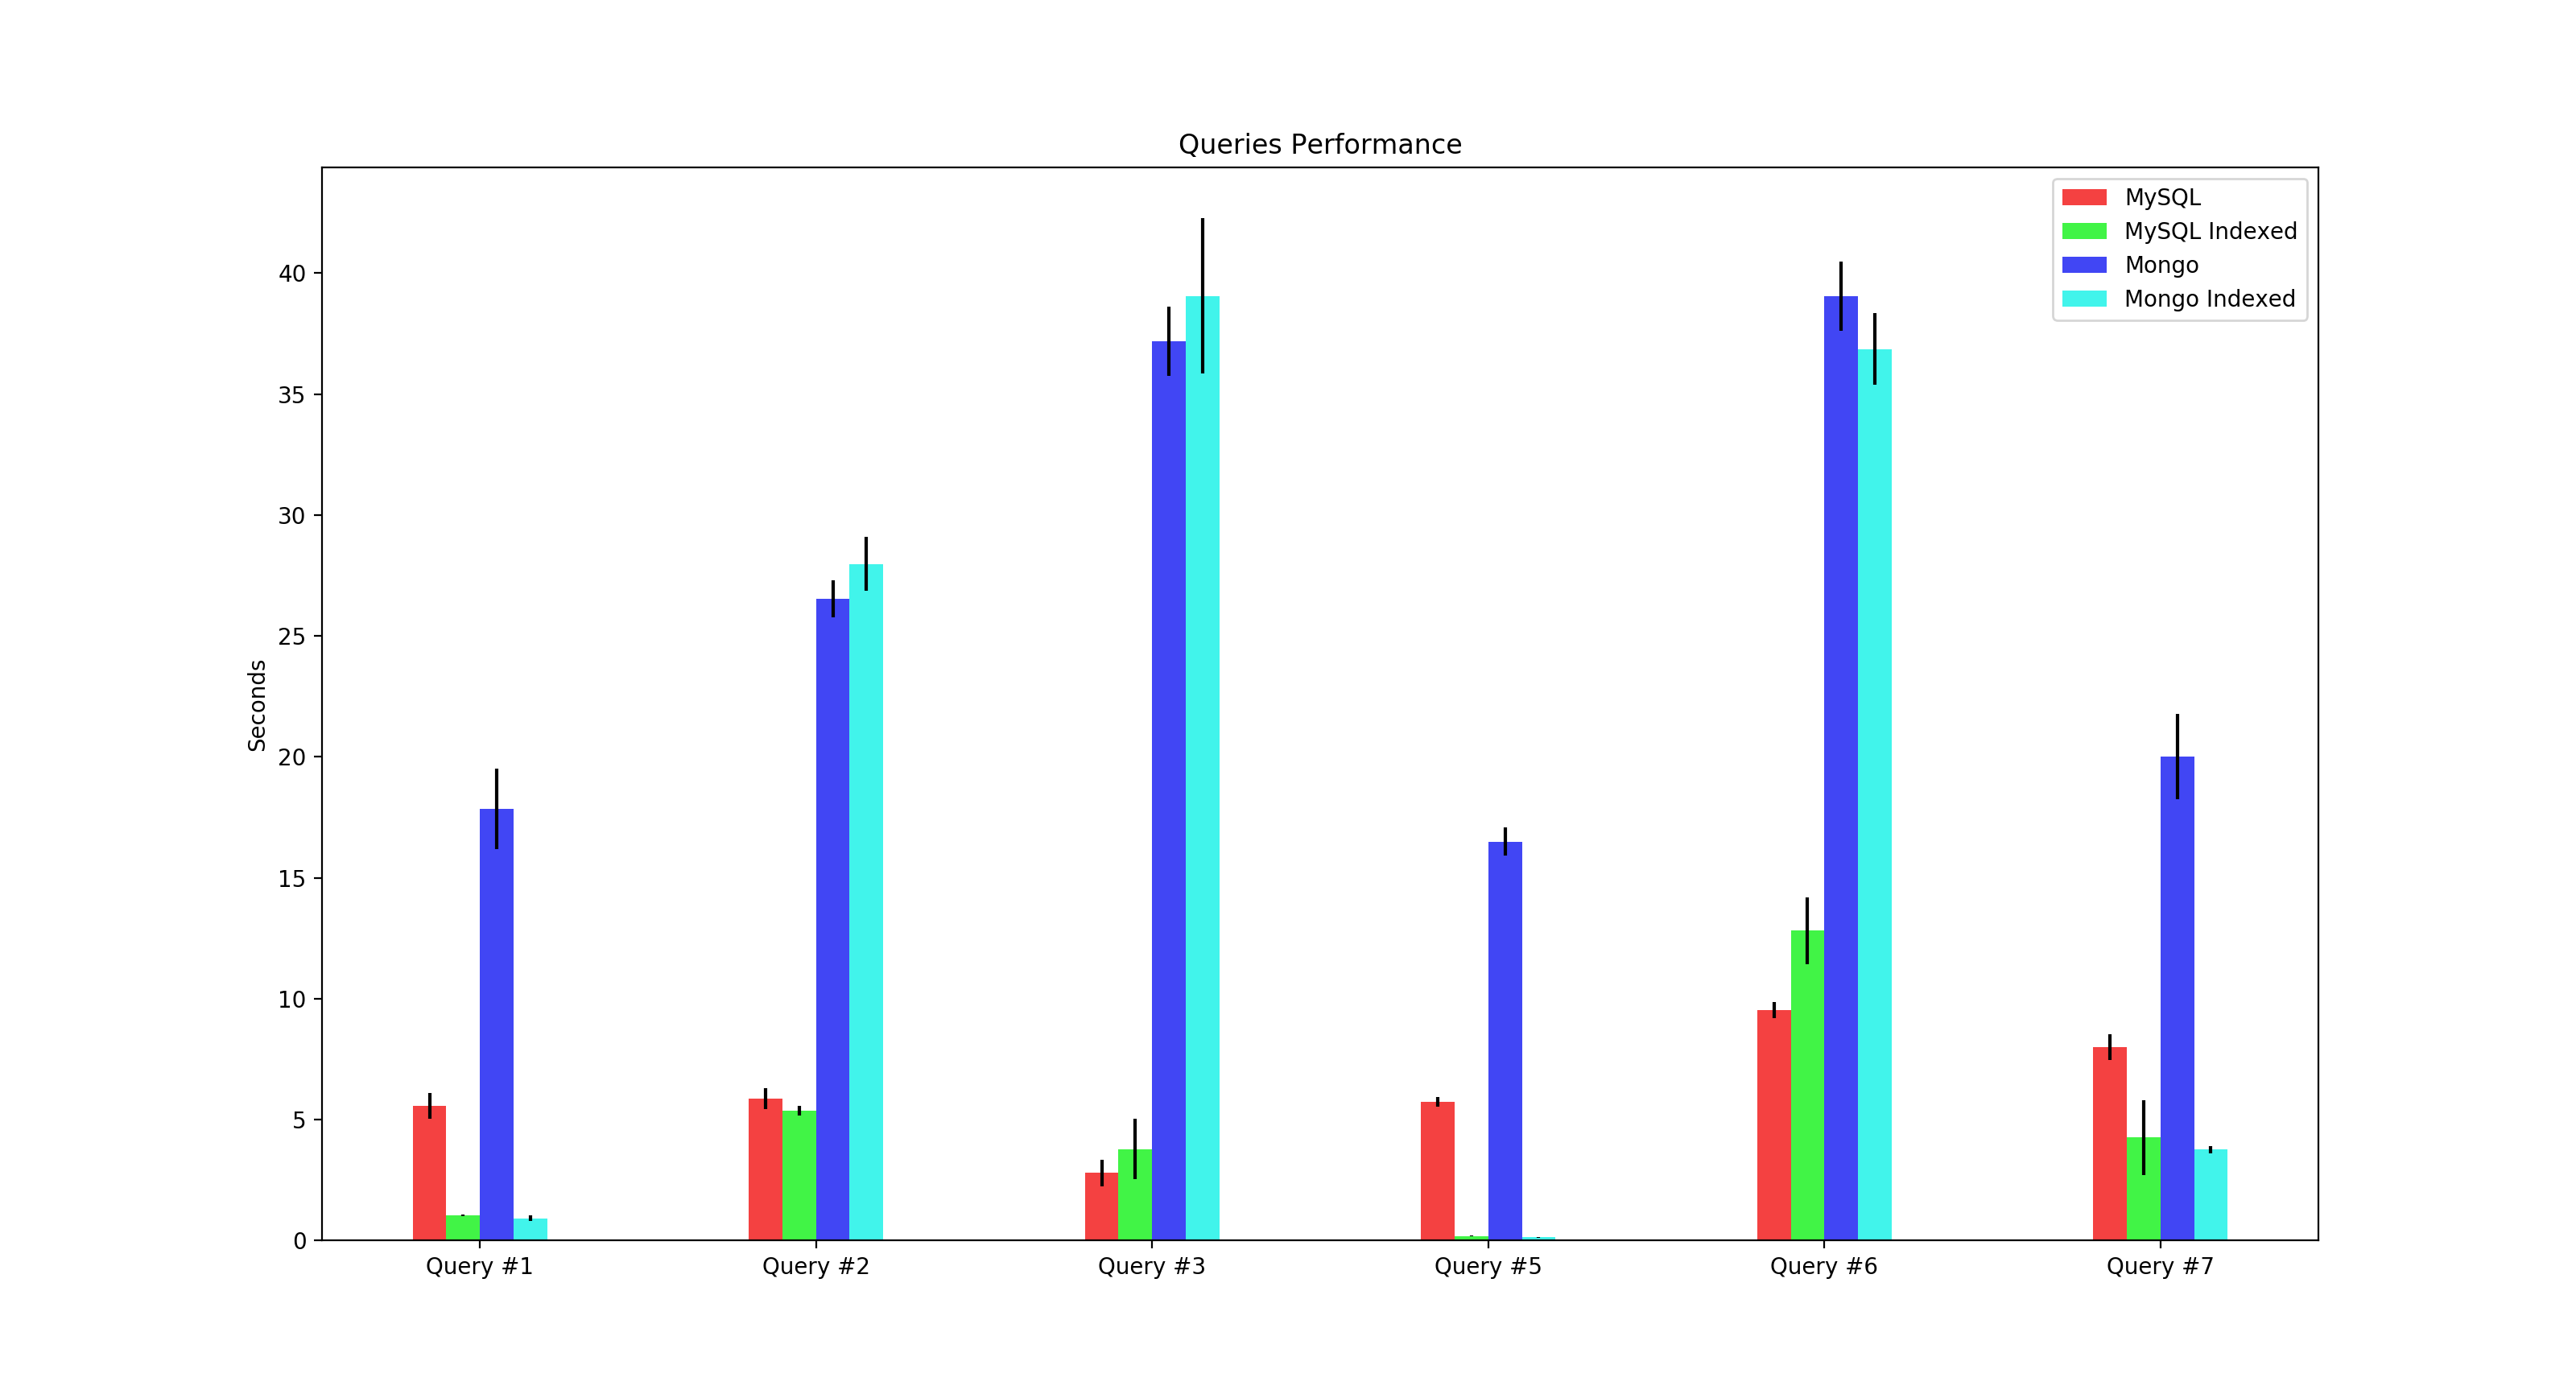 Queries Performance
MySQL
MySQL Indexed
Mongo
Mongo Indexed
Seconds
40
35
30
25
20
15
10
5
0
Query #1
Query #2
Query #3
Query #5
Query #6
Query #7